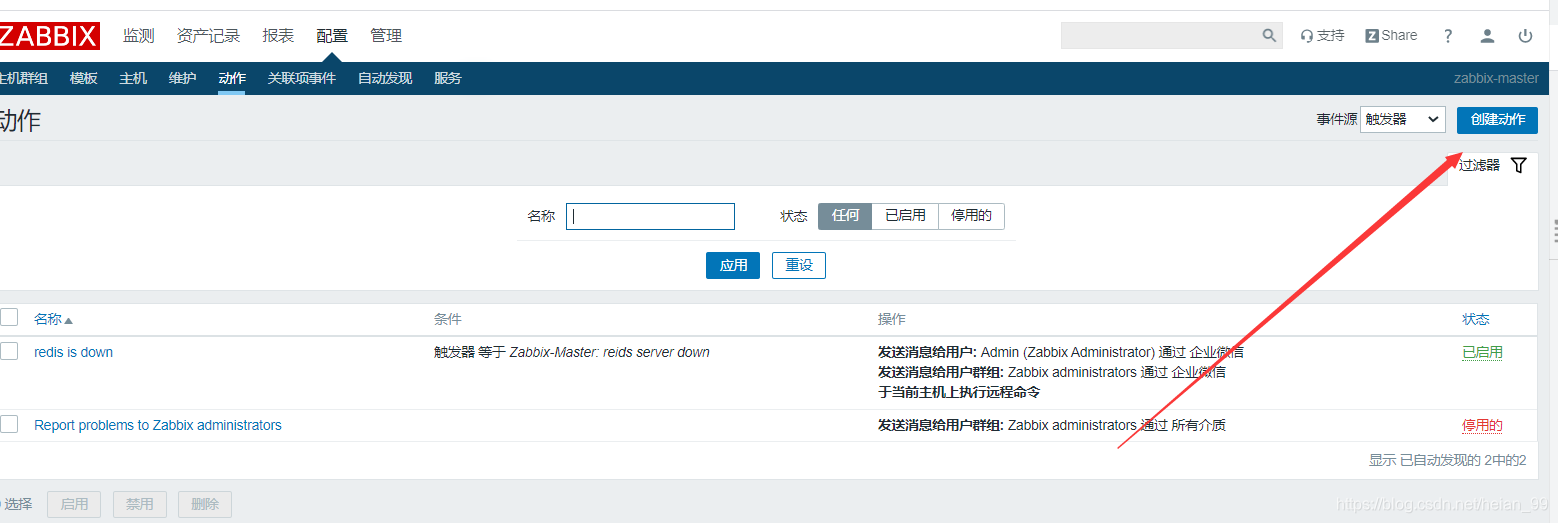 ZABBIX 监测 资产记录 报表 配置 管理 支持 Z Share ?
主机群组 模板 主机 维护 动作 关联项事件 自动发现 服务 zabbix-master
动作 事件源 触发器 创建动作
过滤器
名称 状态 任何 已启用 停用的
应用 重设
名称 条件 操作 状态
redis is down 触发器 等于 Zabbix-Master: reids server down 发送消息给用户: Admin (Zabbix Administrator) 通过 企业微信 已启用
发送消息给用户群组: Zabbix administrators 通过 企业微信
于当前主机上执行远程命令
Report problems to Zabbix administrators 发送消息给用户群组: Zabbix administrators 通过 所有介质 停用的
显示 已自动发现的 2中的2
选择 启用 禁用 删除
https://blog.csdn.net/heian_99